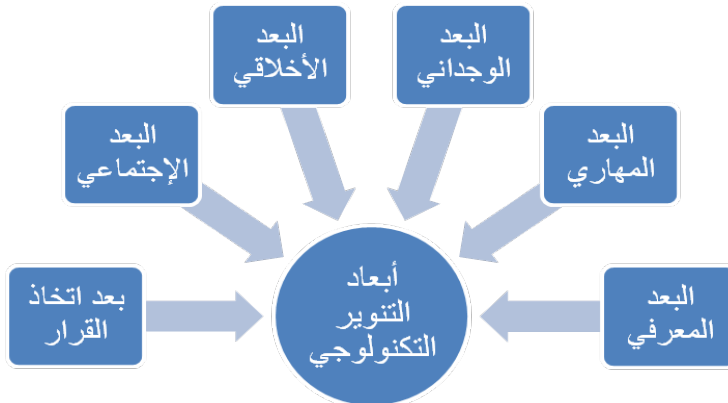 البعد
الأخلاقي
البعد
الوجداني
البعد
الإجتماعي
البعد
المهاري
بعد اتخاذ
القرار
أبعاد
التنوير
التكنولوجي
البعد
المعرفي